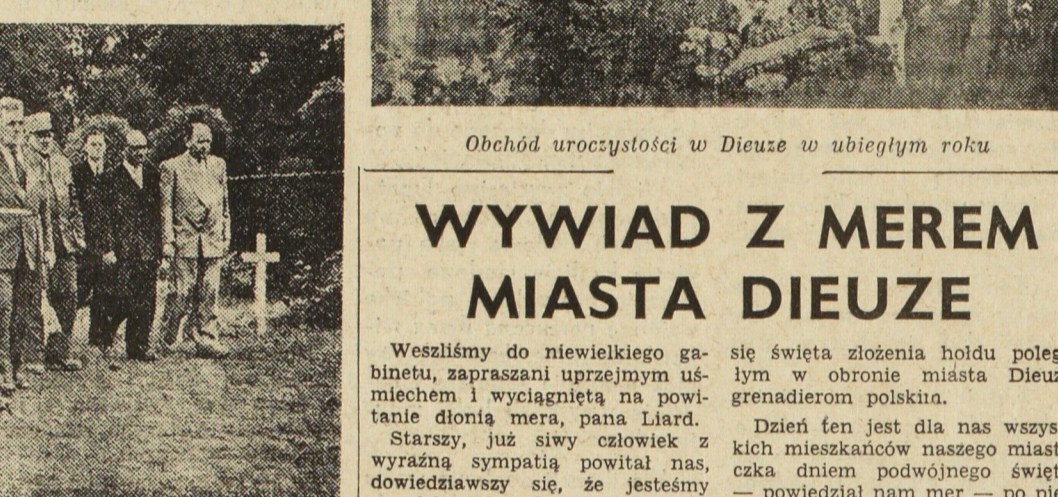 Obchód uroczystości w Dieuze w ubiegłym roku
WYWIAD Z MEREM
MIASTA DIEUZE
Weszliśmy do niewielkiego ga-
binetu, zapraszani uprzejmym uś-
miechem i wyciągniętą na powi-
tanie dłonią mera, pana Liard.
Starszy, już siwy człowiek z
wyraźną sympatią powitał nas,
dowiedziawszy się, że jesteśmy
się święta złożenia hołdu poleg
łym w obronie miasta Dieuz
grenadierom polskim.
Dzień ten jest dla nas wszys
kich mieszkańców naszego miast
czka dniem podwójnego święt
— powiedział nam mer — po